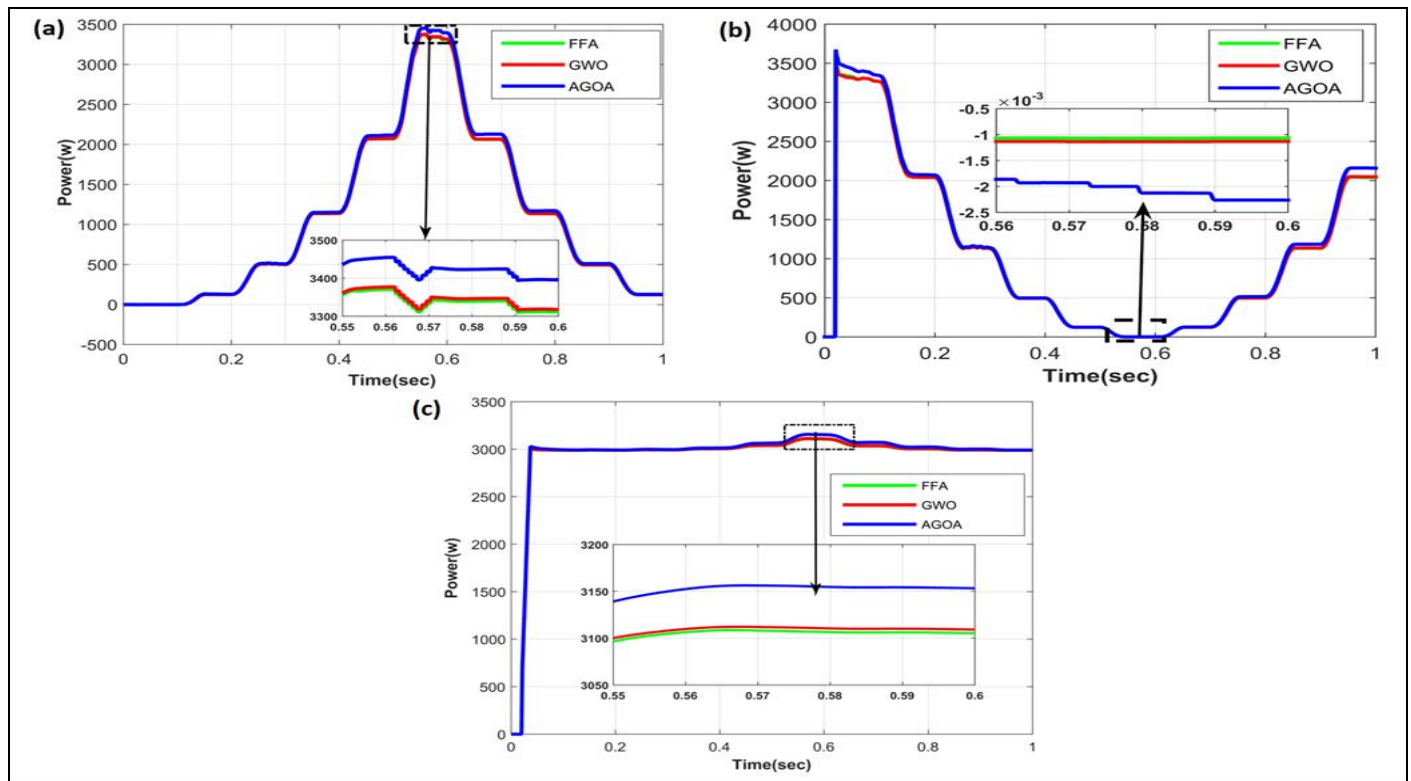 (a)
3500
3000
2500
2000
1500
1000
500
0
-500
Power(w)
FFA
GWO
AGOA
3500
3400
3300
0.55 0.56 0.57 0.58 0.59 0.6
0 0.2 0.4 0.6 0.8 1
Time(sec)
(b)
4000
3500
3000
2500
2000
1500
1000
500
0
Power(w)
FFA
GWO
AGOA
×10⁻³
-0.5
-1
-1.5
-2
-2.5
0.56 0.57 0.58 0.59 0.6
0 0.2 0.4 0.6 0.8 1
Time(sec)
(c)
3500
3000
2500
2000
1500
1000
500
0
Power(w)
FFA
GWO
AGOA
3200
3150
3100
3050
0.55 0.56 0.57 0.58 0.59 0.6
0 0.2 0.4 0.6 0.8 1
Time(sec)